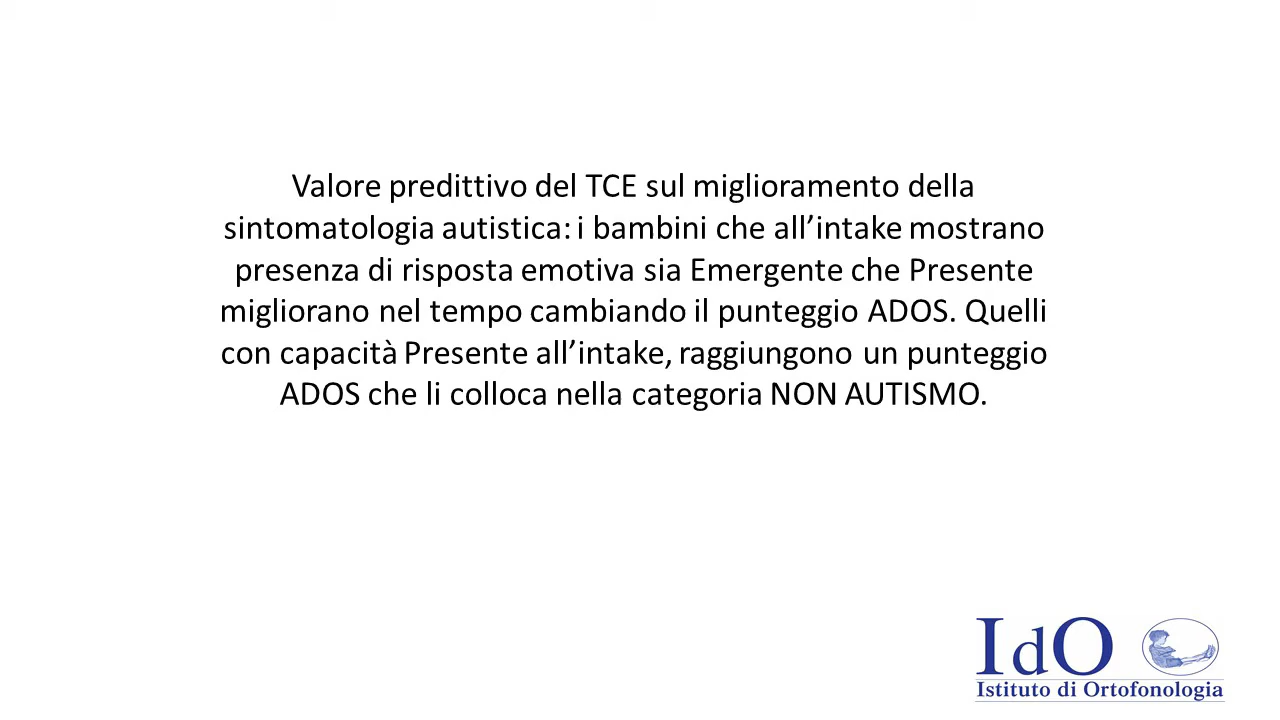 Valore predittivo del TCE sul miglioramento della
sintomatologia autistica: i bambini che all’intake mostrano
presenza di risposta emotiva sia Emergente che Presente
migliorano nel tempo cambiando il punteggio ADOS. Quelli
con capacità Presente all’intake, raggiungono un punteggio
ADOS che li colloca nella categoria NON AUTISMO.
IdO
Istituto di Ortofonologia